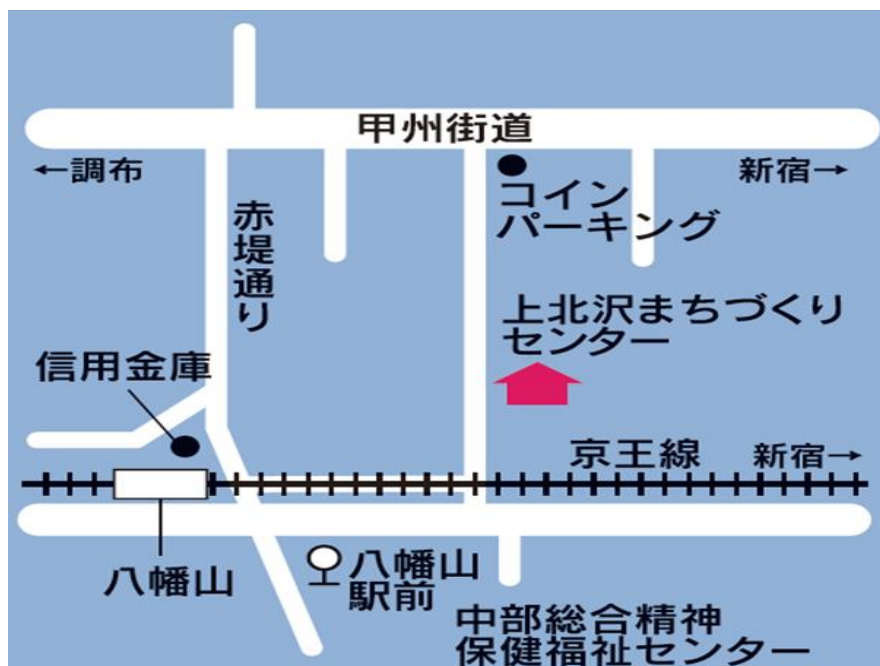 甲州街道
←調布
新宿→
コイン
パーキング
赤堤通り
上北沢まちづくり
センター
信用金庫
京王線
新宿→
八幡山
八幡山
駅前
中部総合精神
保健福祉センター